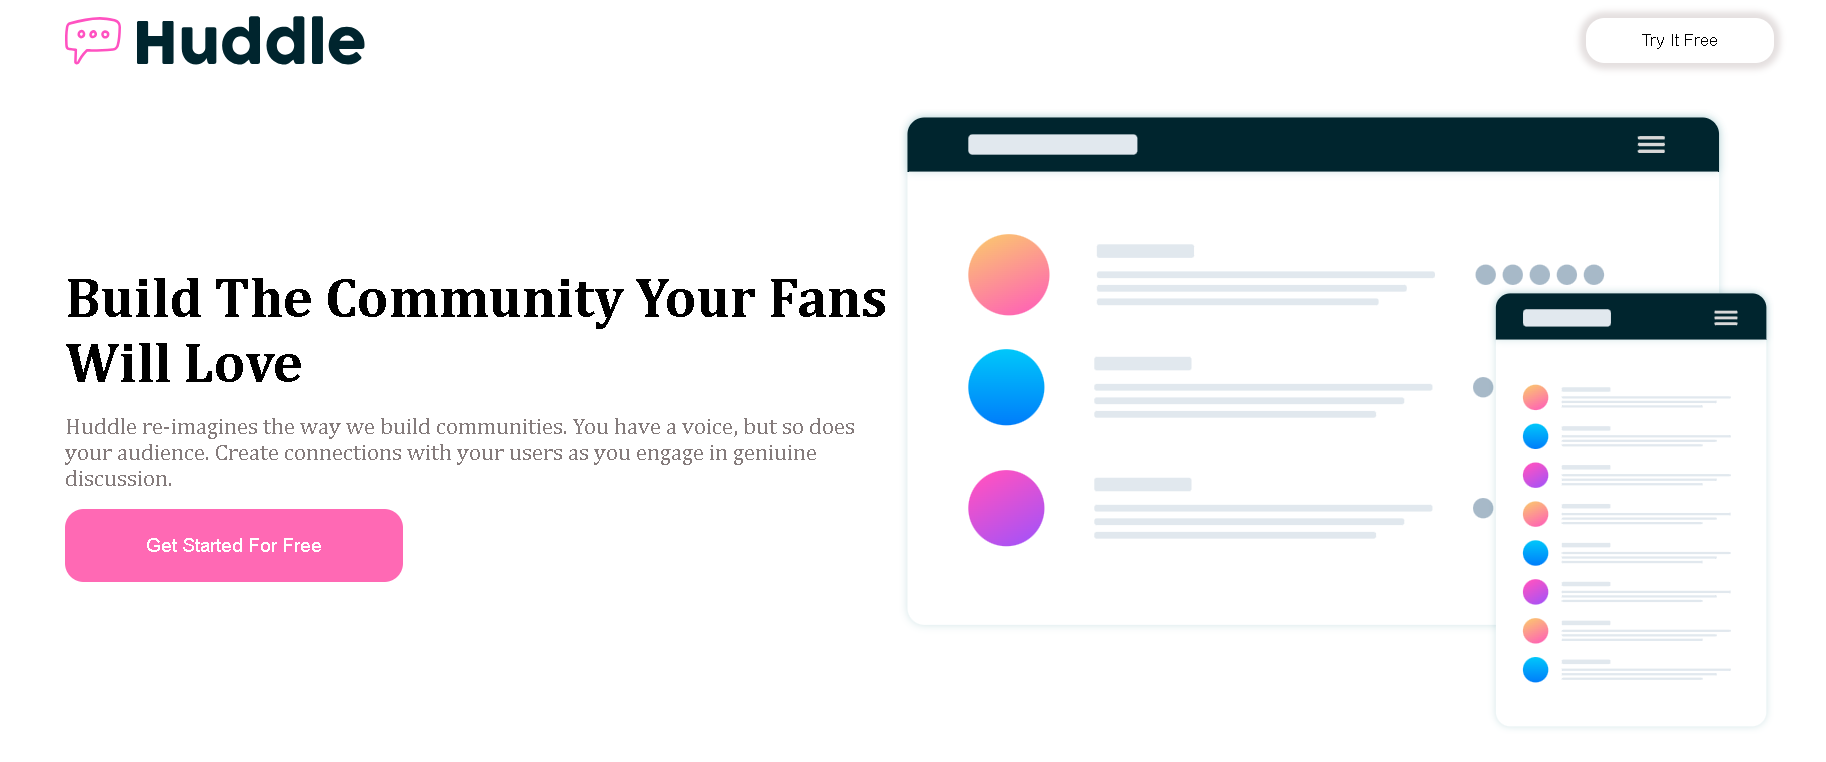 Huddle
Try It Free
Build The Community Your Fans
Will Love
Huddle re-imagines the way we build communities. You have a voice, but so does
your audience. Create connections with your users as you engage in geniuine
discussion.
Get Started For Free